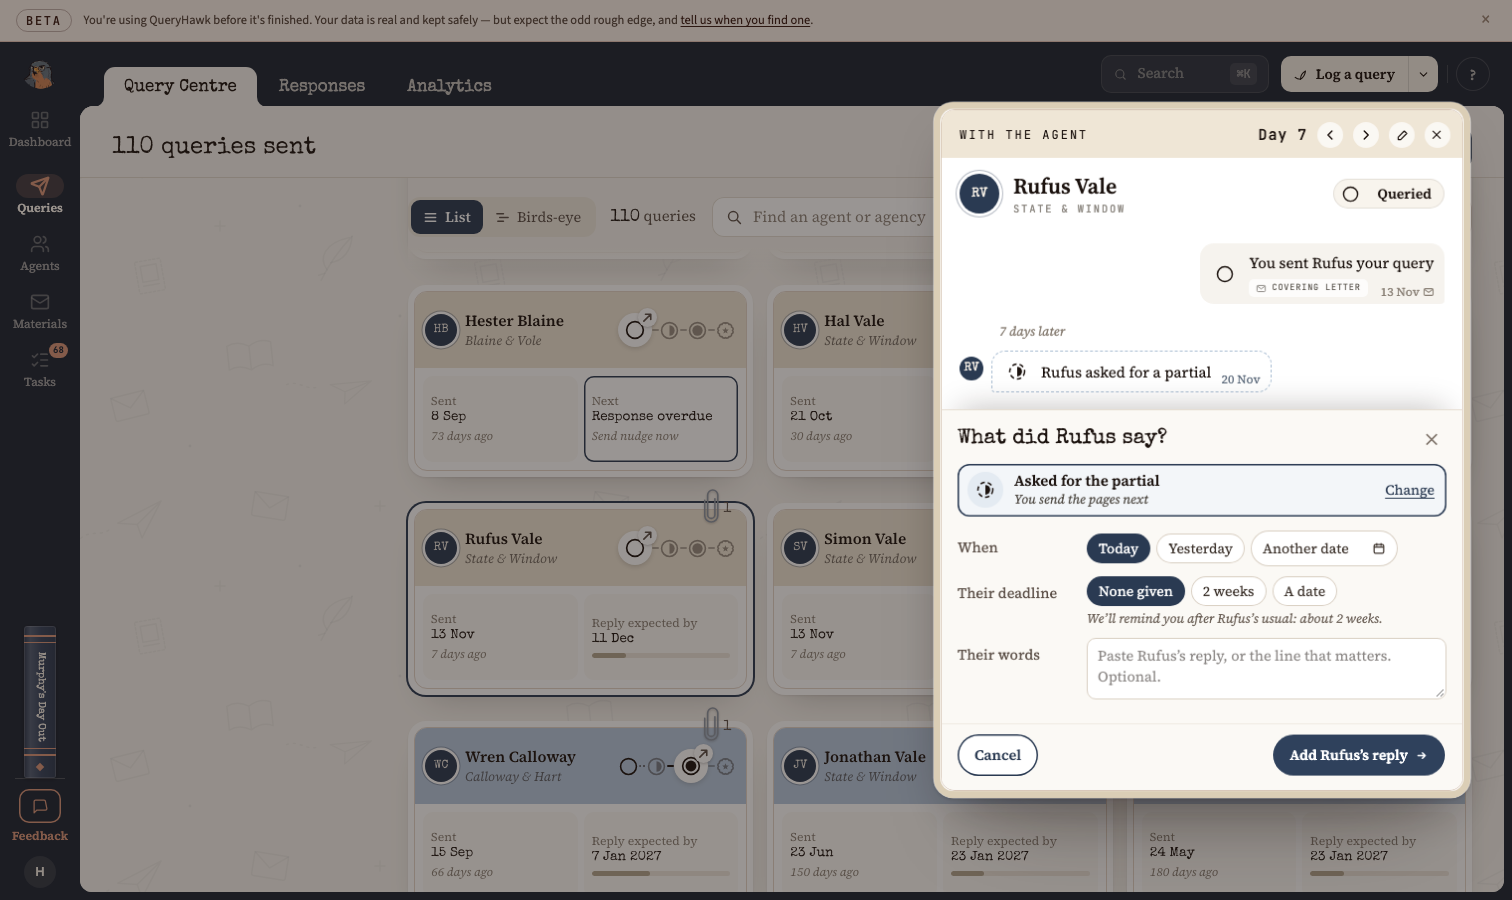 BETA
You're using QueryHawk before it's finished. Your data is real and kept safely — but expect the odd rough edge, and tell us when you find one.
Query Centre
Responses
Analytics
Search
⌘K
Log a query
?
Dashboard
Queries
Agents
Materials
68
Tasks
Murphy's Day Out
Feedback
H
110 queries sent
List
Birds-eye
110 queries
Find an agent or agency
HB
Hester Blaine
Blaine & Vole
Sent
8 Sep
73 days ago
Next
Response overdue
Send nudge now
HV
Hal Vale
State & Window
Sent
21 Oct
30 days ago
1
RV
Rufus Vale
State & Window
Sent
13 Nov
7 days ago
Reply expected by
11 Dec
SV
Simon Vale
State & Window
Sent
13 Nov
7 days ago
1
WC
Wren Calloway
Calloway & Hart
Sent
15 Sep
66 days ago
Reply expected by
7 Jan 2027
JV
Jonathan Vale
State & Window
Sent
23 Jun
150 days ago
Reply expected by
23 Jan 2027
Sent
24 May
180 days ago
Reply expected by
23 Jan 2027
WITH THE AGENT
Day 7
RV
Rufus Vale
STATE & WINDOW
Queried
You sent Rufus your query
COVERING LETTER
13 Nov
7 days later
RV
Rufus asked for a partial
20 Nov
What did Rufus say?
Asked for the partial
You send the pages next
Change
When
Today
Yesterday
Another date
Their deadline
None given
2 weeks
A date
We'll remind you after Rufus's usual: about 2 weeks.
Their words
Paste Rufus's reply, or the line that matters.
Optional.
Cancel
Add Rufus's reply →